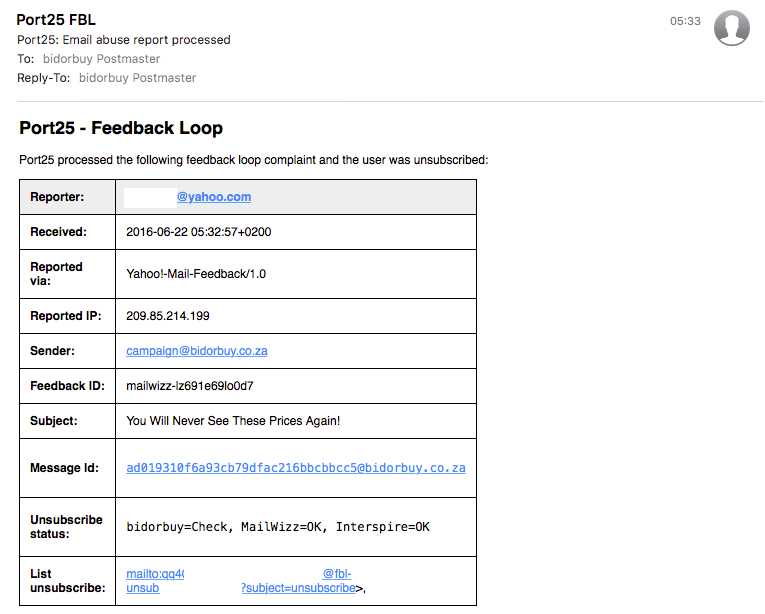 Port25 FBL
05:33
Port25: Email abuse report processed
To: bidorbuy Postmaster
Reply-To: bidorbuy Postmaster
Port25 - Feedback Loop
Port25 processed the following feedback loop complaint and the user was unsubscribed:
Reporter: @yahoo.com
Received: 2016-06-22 05:32:57+0200
Reported
via: Yahoo!-Mail-Feedback/1.0
Reported IP: 209.85.214.199
Sender: campaign@bidorbuy.co.za
Feedback ID: mailwizz-lz691e69lo0d7
Subject: You Will Never See These Prices Again!
Message Id: ad019310f6a93cb79dfac216bbcbbcc5@bidorbuy.co.za
Unsubscribe
status: bidorbuy=Check, MailWizz=OK, Interspire=OK
List mailto:qq4 @fbl-
unsubscribe: unsub ?subject=unsubscribe>,